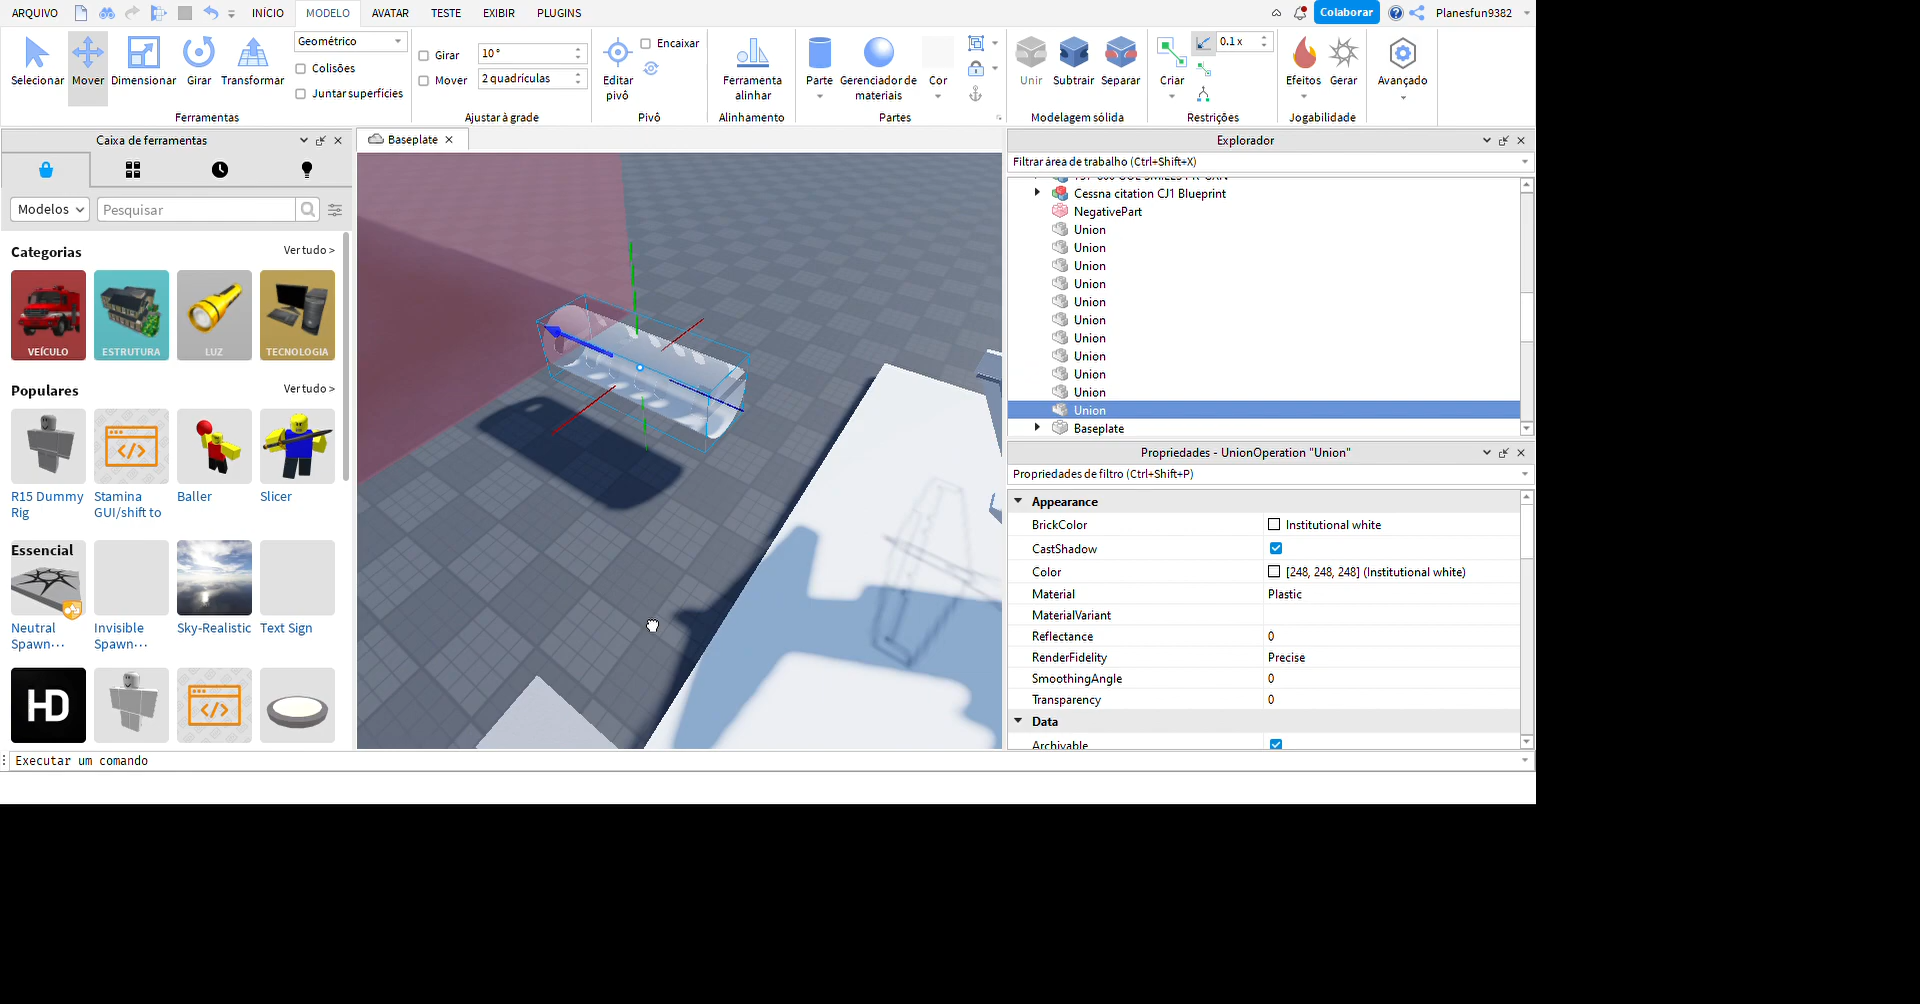 ARQUIVO
INÍCIO
MODELO
AVATAR
TESTE
EXIBIR
PLUGINS
Colaborar
Planesfun9382
Selecionar
Mover
Dimensionar
Girar
Transformar
Geométrico
Colisões
Juntar superfícies
Ferramentas
Girar
10 °
Mover
2 quadrículas
Ajustar à grade
Editar
pivô
Encaixar
Pivô
Ferramenta
alinhar
Alinhamento
Parte
Gerenciador de
materiais
Cor
Partes
Unir
Subtrair
Separar
Modelagem sólida
Criar
0.1 x
Restrições
Efeitos
Gerar
Jogabilidade
Avançado
Caixa de ferramentas
Modelos
Pesquisar
Categorias
Ver tudo >
VEÍCULO
ESTRUTURA
LUZ
TECNOLOGIA
Populares
Ver tudo >
R15 Dummy
Rig
Stamina
GUI/shift to
Baller
Slicer
Essencial
Neutral
Spawn···
Invisible
Spawn···
Sky-Realistic
Text Sign
HD
Baseplate
Explorador
Filtrar área de trabalho (Ctrl+Shift+X)
Cessna citation CJ1 Blueprint
NegativePart
Union
Union
Union
Union
Union
Union
Union
Union
Union
Union
Union
Baseplate
Propriedades - UnionOperation "Union"
Propriedades de filtro (Ctrl+Shift+P)
Appearance
BrickColor Institutional white
CastShadow
Color [248, 248, 248] (Institutional white)
Material Plastic
MaterialVariant
Reflectance 0
RenderFidelity Precise
SmoothingAngle 0
Transparency 0
Data
Archivable
Executar um comando